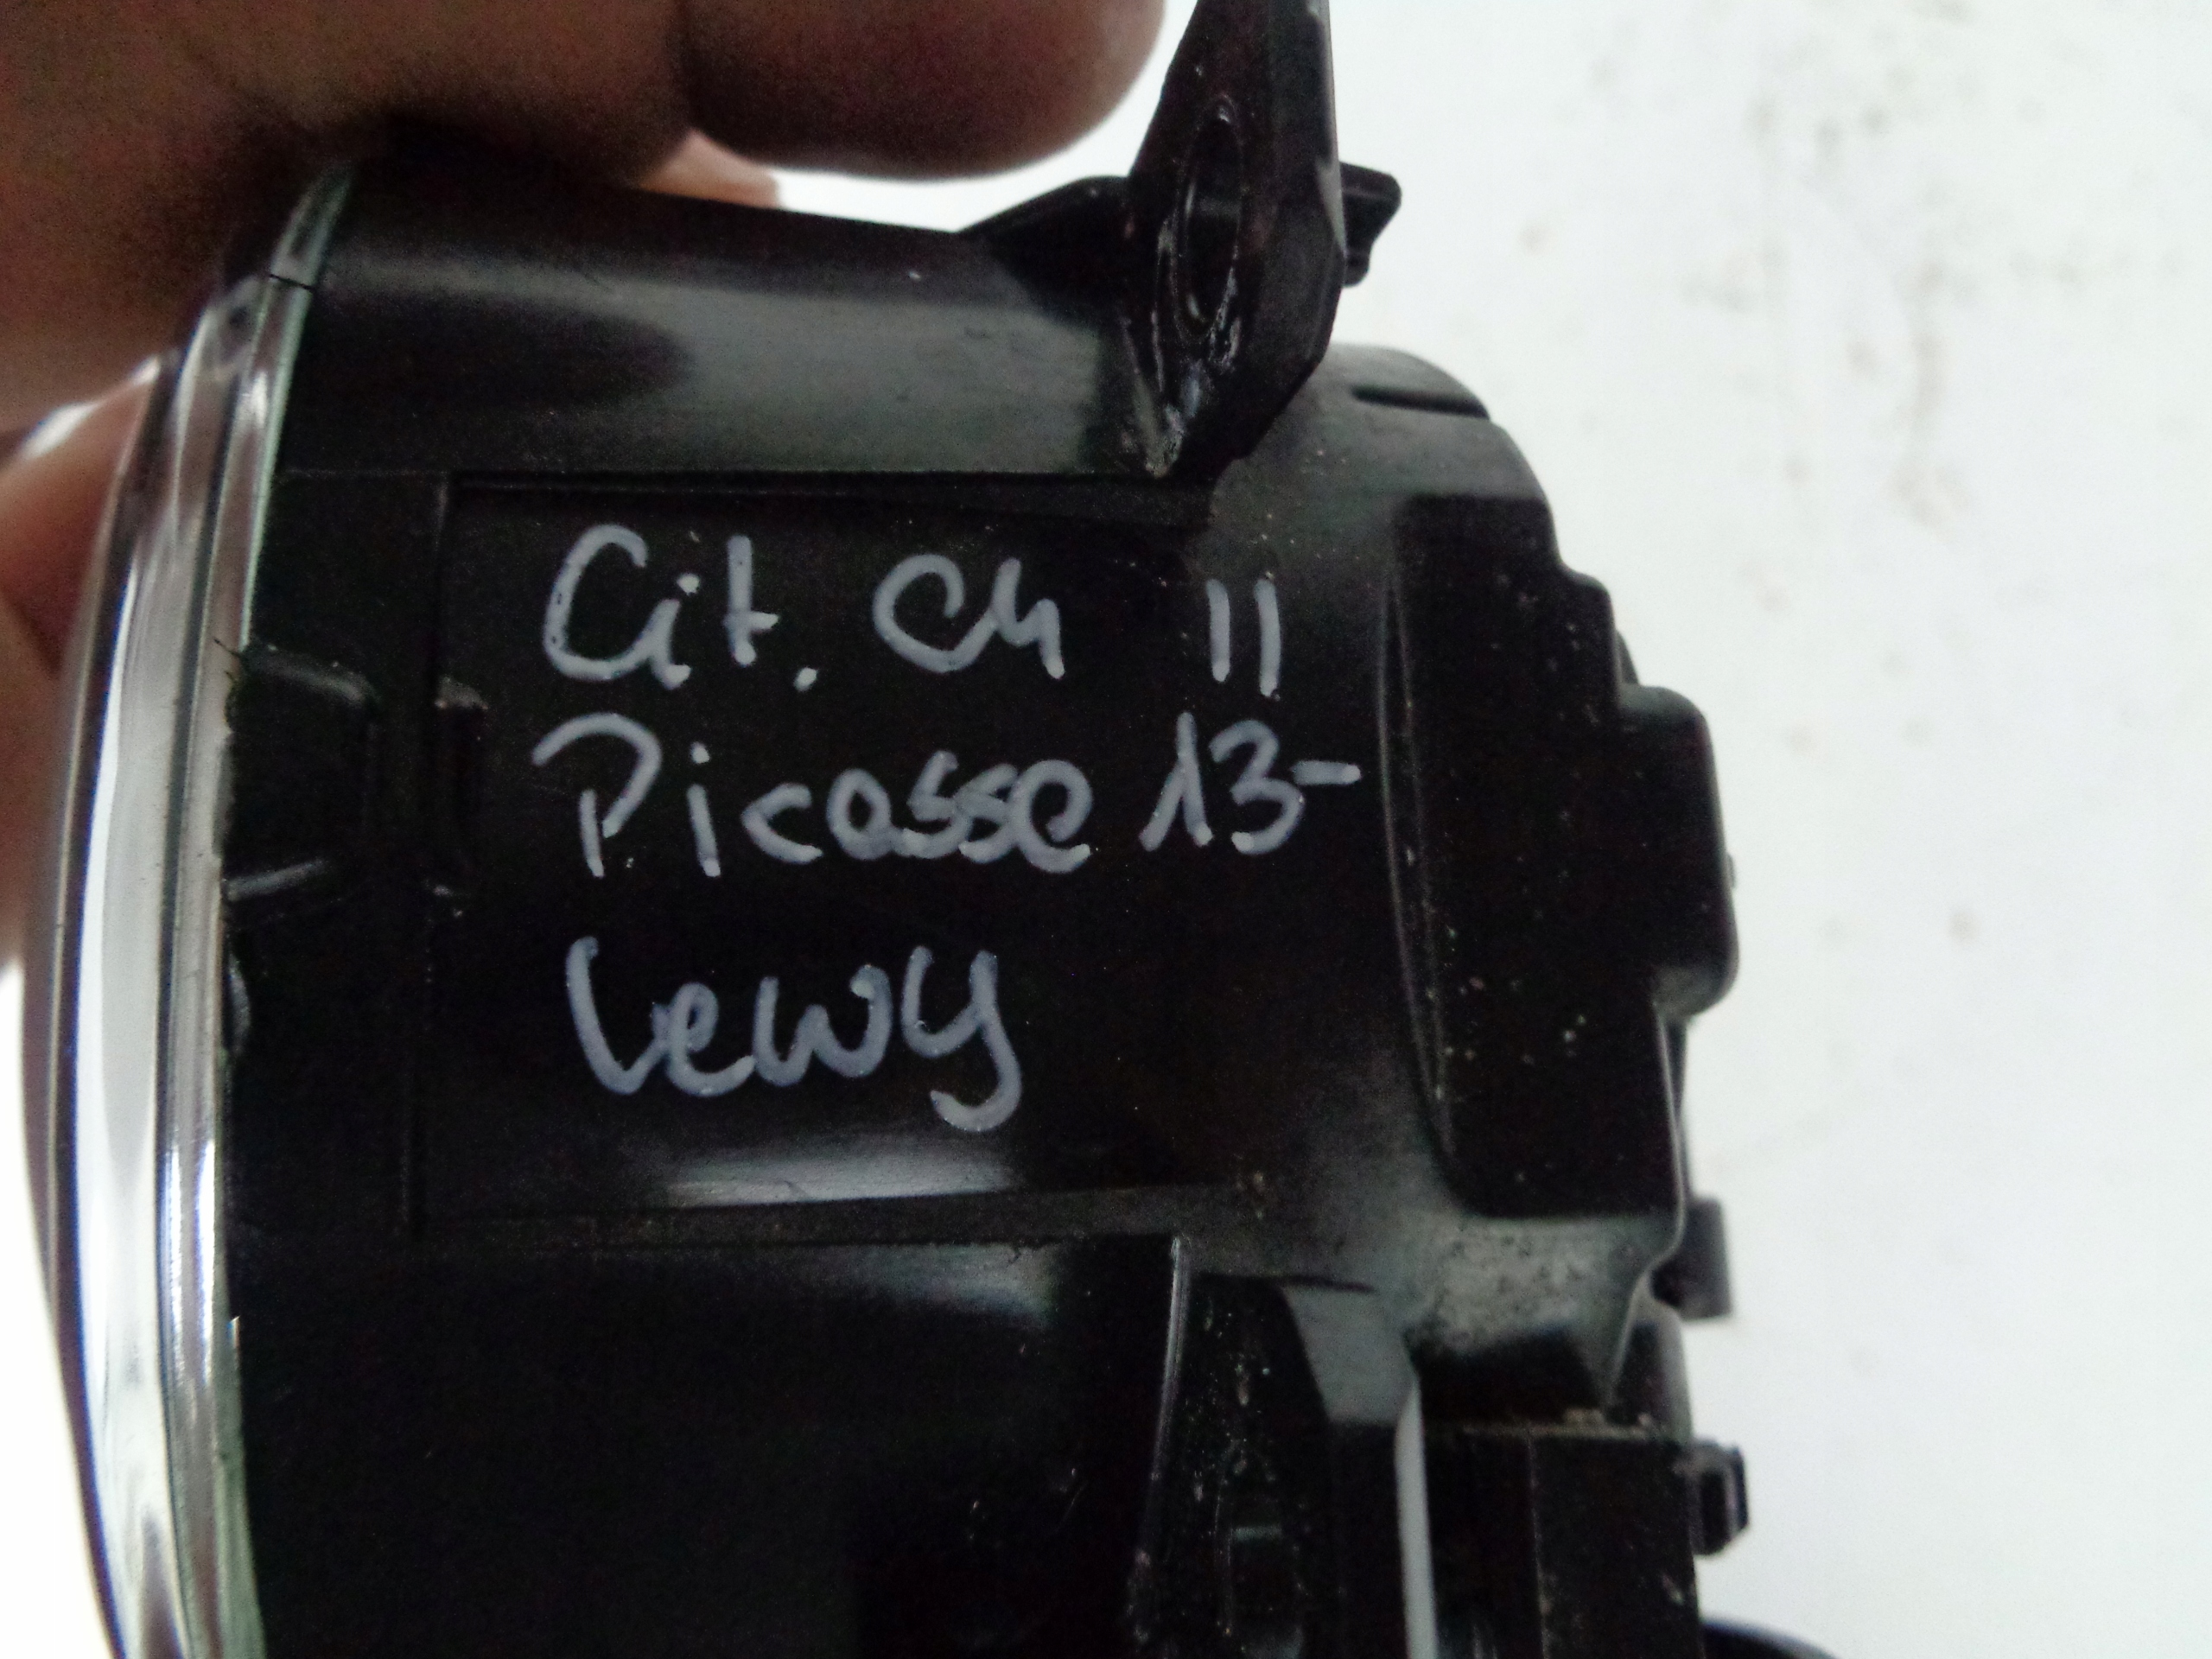 Cit. C4 II
Picasso 13-
Lewy